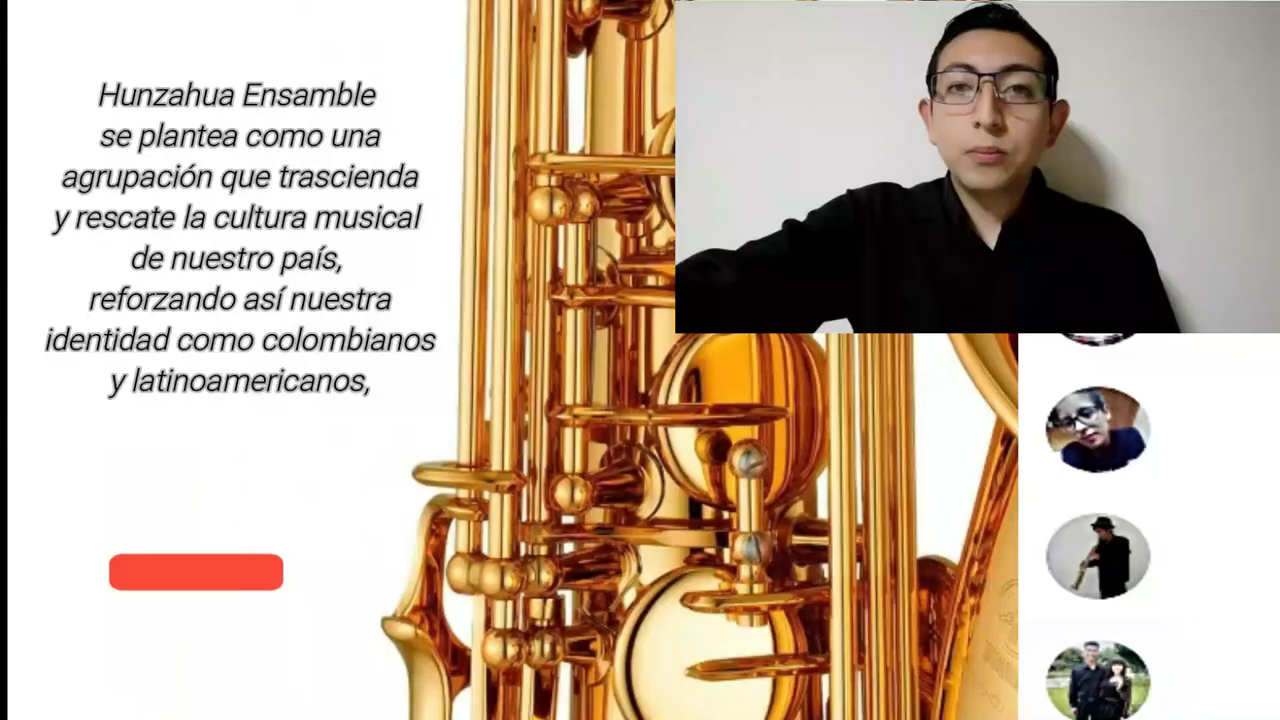 Hunzahua Ensamble
se plantea como una
agrupación que trascienda
y rescate la cultura musical
de nuestro país,
reforzando así nuestra
identidad como colombianos
y latinoamericanos,